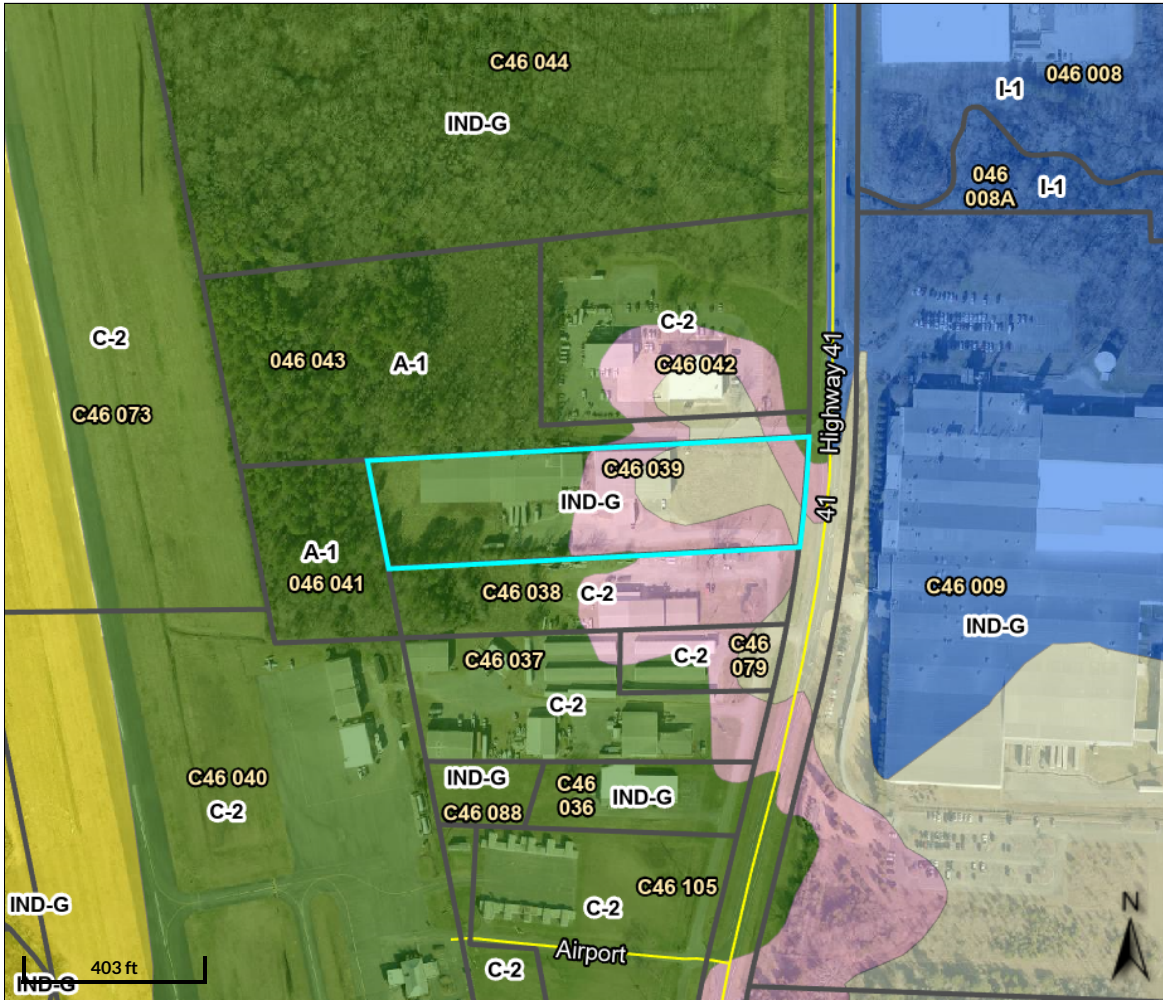 C46 044
IND-G
046 008
I-1
046
008A
I-1
C-2
C-2
C46 073
046 043
A-1
C46 042
Highway 41
C46 039
IND-G
41
A-1
046 041
C46 038
C-2
C46 009
IND-G
C46 037
C-2
C46
079
C-2
C46 040
C-2
IND-G
C46 088
C46
036
IND-G
C46 105
C-2
Airport
C-2
IND-G
403 ft
IND-G
N